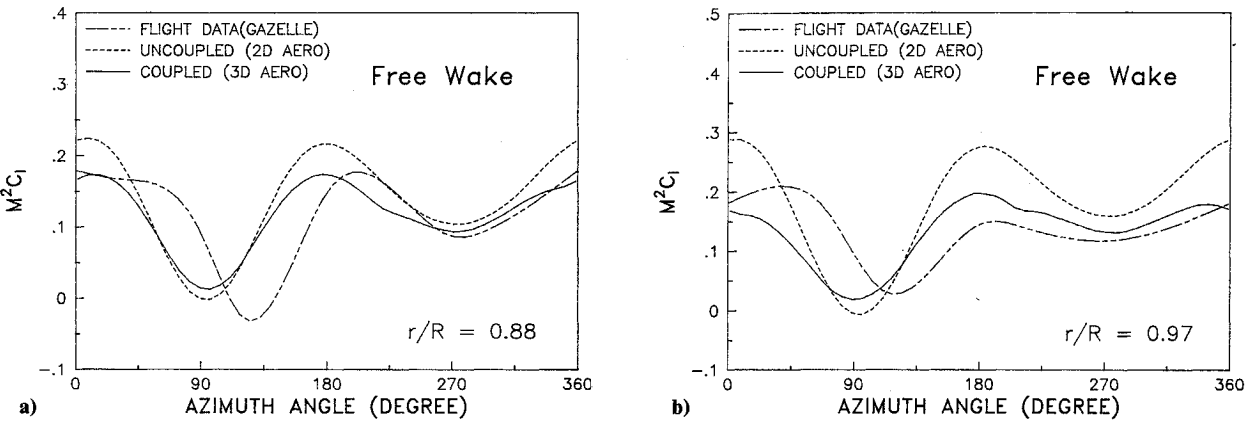 .4
FLIGHT DATA(GAZELLE)
UNCOUPLED (2D AERO)
COUPLED (3D AERO)
.3
Free Wake
.2
M²Cl
.1
0
r/R = 0.88
-.1
0 90 180 270 360
a) AZIMUTH ANGLE (DEGREE)
.5
FLIGHT DATA(GAZELLE)
UNCOUPLED (2D AERO)
.4
COUPLED (3D AERO)
Free Wake
.3
.2
M²Cl
.1
0
r/R = 0.97
-.1
0 90 180 270 360
b) AZIMUTH ANGLE (DEGREE)